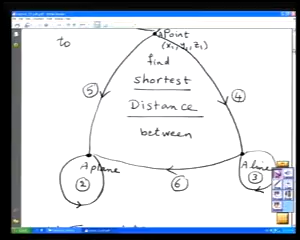 to
Point
(x₁, y₁, z₁)
find
shortest
Distance
between
5
4
A plane
A line
2
3
6